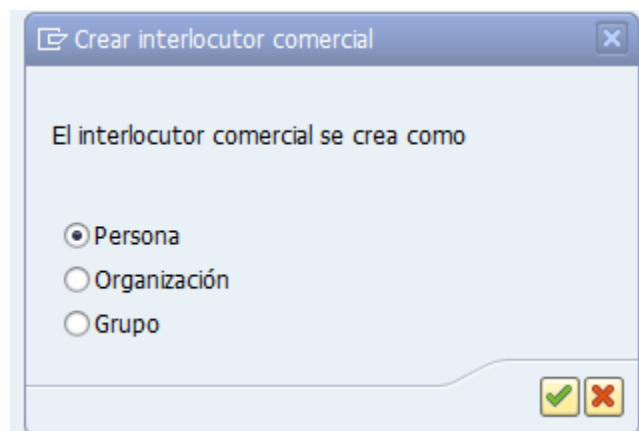 Crear interlocutor comercial
El interlocutor comercial se crea como
Persona
Organización
Grupo